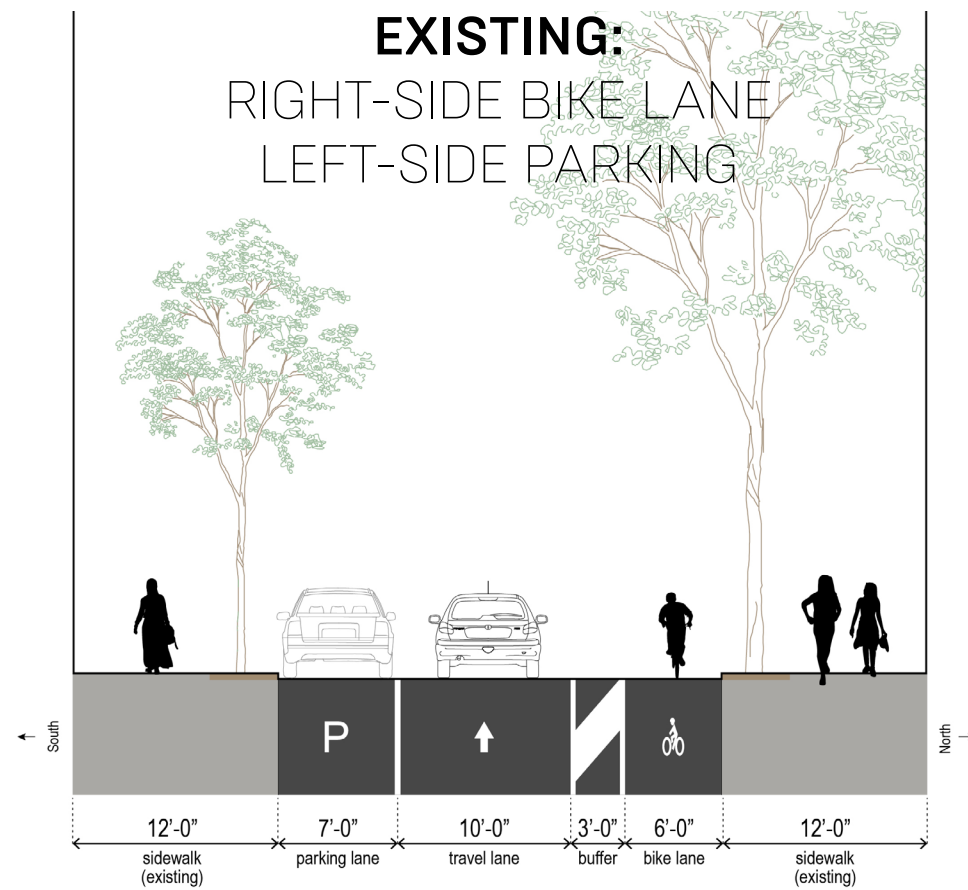 EXISTING:
RIGHT-SIDE BIKE LANE
LEFT-SIDE PARKING
P
South
North
12’-0” 7’-0” 10’-0” 3’-0” 6’-0” 12’-0”
sidewalk parking lane travel lane buffer bike lane sidewalk
(existing) (existing)